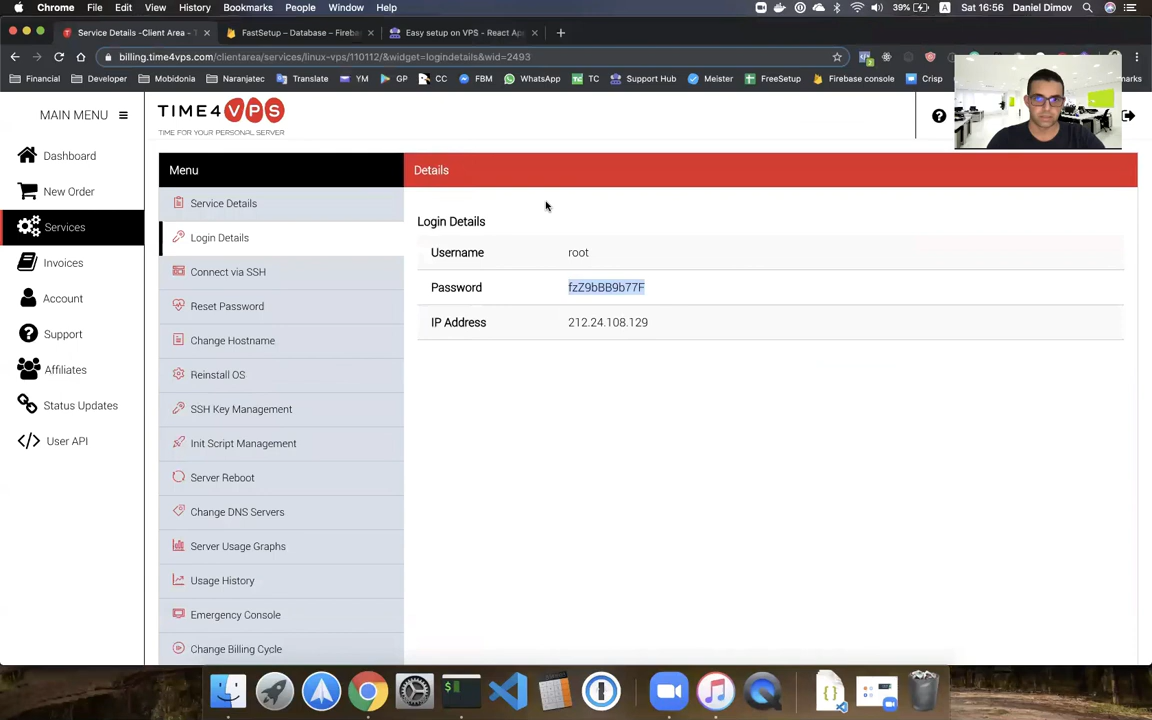 Chrome File Edit View History Bookmarks People Window Help 39% Sat 16:56 Daniel Dimov
Service Details -Client Area - FastSetup – Database – Fireba Easy setup on VPS - React App
billing.time4vps.com/clientarea/services/linux-vps/110112/&widget=logindetails&wid=2493
Financial Developer Mobidonia Naranjatec Translate YM GP CC FBM WhatsApp TC Support Hub Meister FreeSetup Firebase console Crisp marks
MAIN MENU
TIME4VPS
TIME FOR YOUR PERSONAL SERVER
Dashboard
New Order
Services
Invoices
Account
Support
Affiliates
Status Updates
User API
Menu
Service Details
Login Details
Connect via SSH
Reset Password
Change Hostname
Reinstall OS
SSH Key Management
Init Script Management
Server Reboot
Change DNS Servers
Server Usage Graphs
Usage History
Emergency Console
Change Billing Cycle
Details
Login Details
Username root
Password fzZ9bBB9b77F
IP Address 212.24.108.129